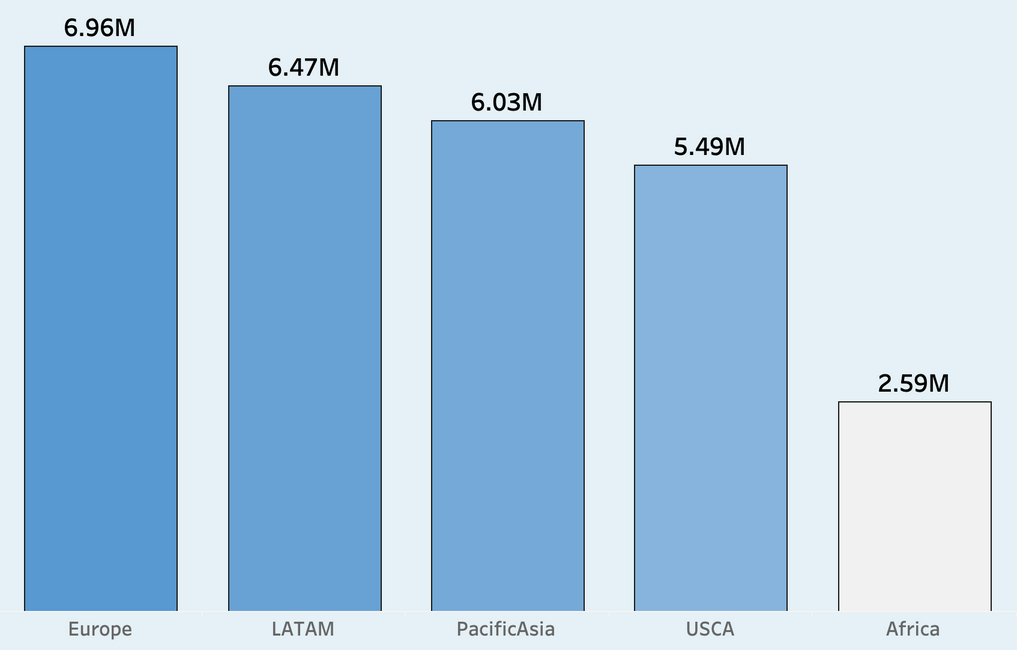 6.96M
6.47M
6.03M
5.49M
2.59M
Europe LATAM PacificAsia USCA Africa